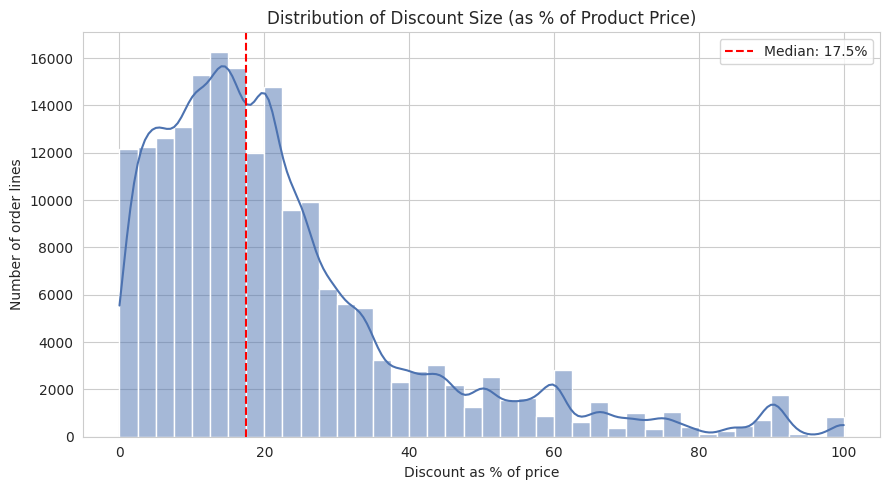 Distribution of Discount Size (as % of Product Price)
Median: 17.5%
Number of order lines
16000
14000
12000
10000
8000
6000
4000
2000
0
0 20 40 60 80 100
Discount as % of price